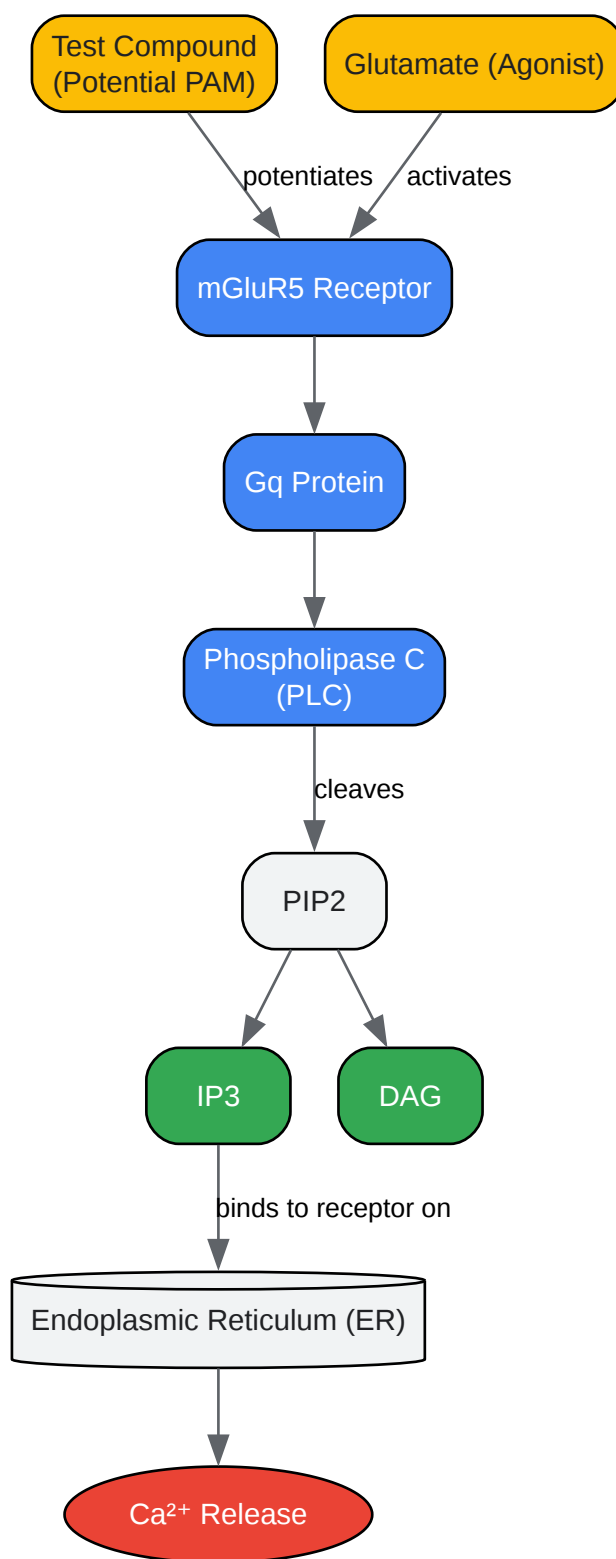 Test Compound
(Potential PAM)
Glutamate (Agonist)
potentiates
activates
mGluR5 Receptor
Gq Protein
Phospholipase C
(PLC)
cleaves
PIP2
IP3
DAG
binds to receptor on
Endoplasmic Reticulum (ER)
Ca²⁺ Release